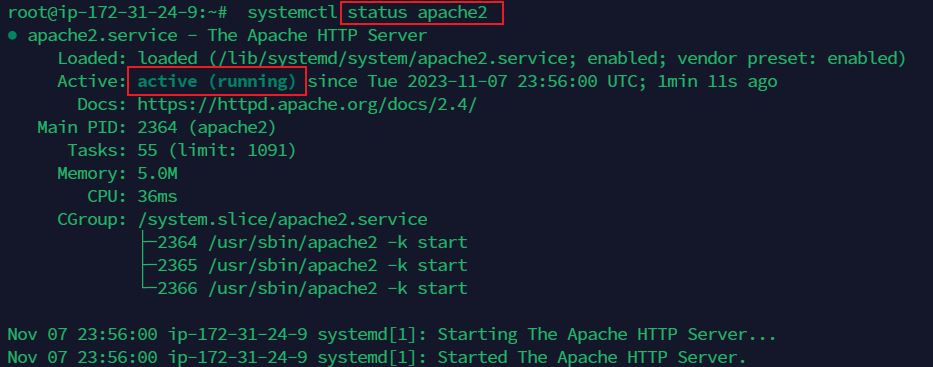 root@ip-172-31-24-9:~#  systemctl status apache2
● apache2.service – The Apache HTTP Server
     Loaded: loaded (/lib/systemd/system/apache2.service; enabled; vendor preset: enabled)
     Active: active (running) since Tue 2023-11-07 23:56:00 UTC; 1min 11s ago
       Docs: https://httpd.apache.org/docs/2.4/
   Main PID: 2364 (apache2)
      Tasks: 55 (limit: 1091)
     Memory: 5.0M
        CPU: 36ms
     CGroup: /system.slice/apache2.service
             ├─2364 /usr/sbin/apache2 -k start
             ├─2365 /usr/sbin/apache2 -k start
             └─2366 /usr/sbin/apache2 -k start

Nov 07 23:56:00 ip-172-31-24-9 systemd[1]: Starting The Apache HTTP Server...
Nov 07 23:56:00 ip-172-31-24-9 systemd[1]: Started The Apache HTTP Server.